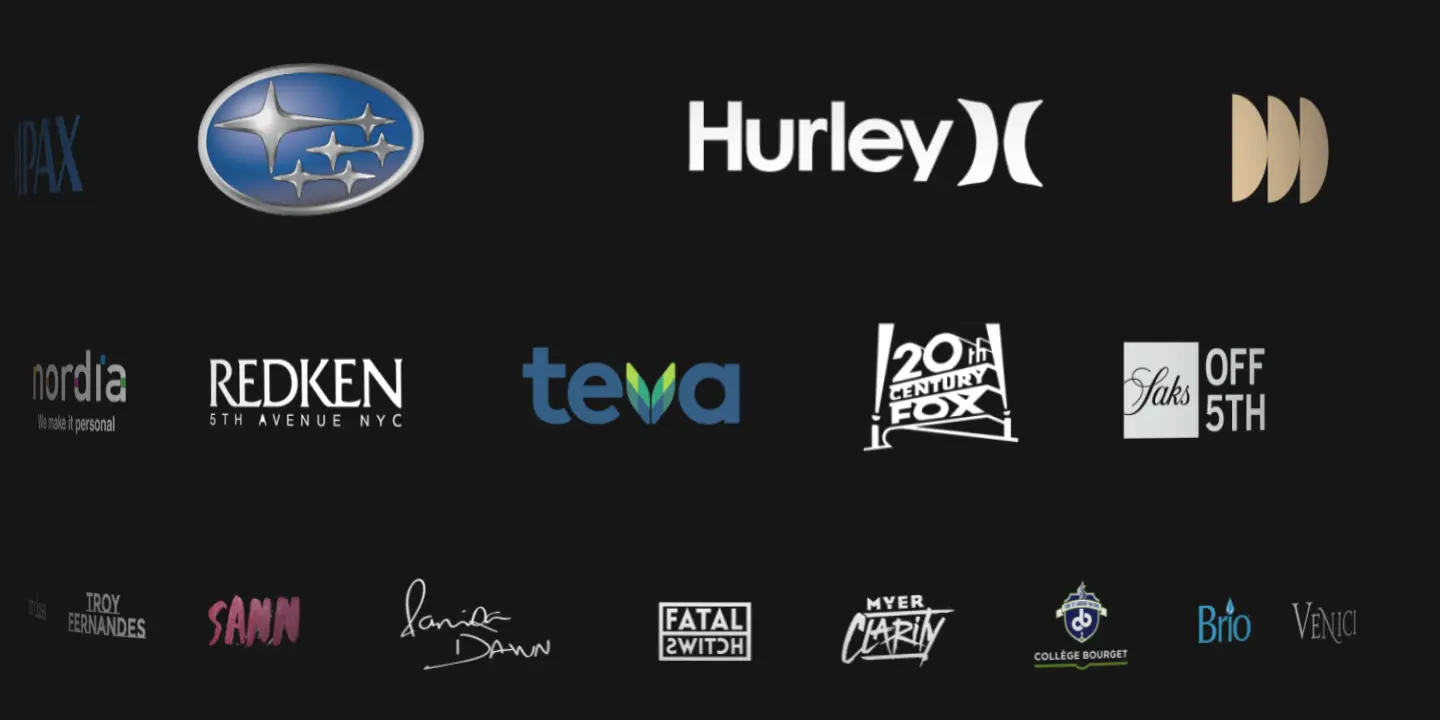 PAX
Hurley
nordia
We make it personal
REDKEN
5TH AVENUE NYC
teva
20th
CENTURY
FOX
Saks
OFF
5TH
TROY
FERNANDES
SANN
DAWN
FATAL
SWITCH
MYER
CLARITY
COLLÈGE BOURGET
Brio
VENICI